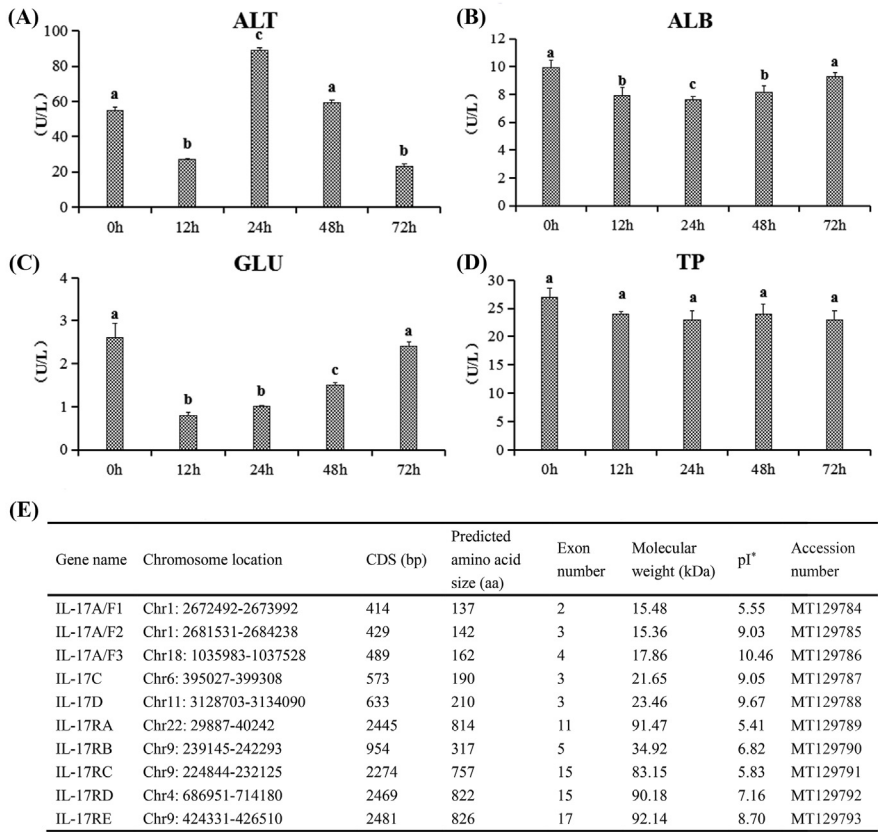 (A) ALT
(U/L)
100
80
60
40
20
0
a
b
c
a
b
0h 12h 24h 48h 72h
(B) ALB
(U/L)
12
10
8
6
4
2
0
a
b
c
b
a
0h 12h 24h 48h 72h
(C) GLU
(U/L)
4
3
2
1
0
a
b
b
c
a
0h 12h 24h 48h 72h
(D) TP
(U/L)
30
25
20
15
10
5
0
a
a
a
a
a
0h 12h 24h 48h 72h
(E)
Gene name Chromosome location CDS (bp) Predicted amino acid size (aa) Exon number Molecular weight (kDa) pI* Accession number
IL-17A/F1 Chr1: 2672492-2673992 414 137 2 15.48 5.55 MT129784
IL-17A/F2 Chr1: 2681531-2684238 429 142 3 15.36 9.03 MT129785
IL-17A/F3 Chr18: 1035983-1037528 489 162 4 17.86 10.46 MT129786
IL-17C Chr6: 395027-399308 573 190 3 21.65 9.05 MT129787
IL-17D Chr11: 3128703-3134090 633 210 3 23.46 9.67 MT129788
IL-17RA Chr22: 29887-40242 2445 814 11 91.47 5.41 MT129789
IL-17RB Chr9: 239145-242293 954 317 5 34.92 6.82 MT129790
IL-17RC Chr9: 224844-232125 2274 757 15 83.15 5.83 MT129791
IL-17RD Chr4: 686951-714180 2469 822 15 90.18 7.16 MT129792
IL-17RE Chr9: 424331-426510 2481 826 17 92.14 8.70 MT129793